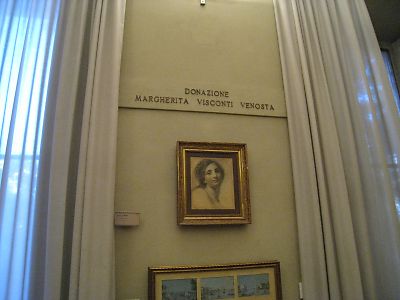 DONAZIONE
MARGHERITA VISCONTI VENOSTA